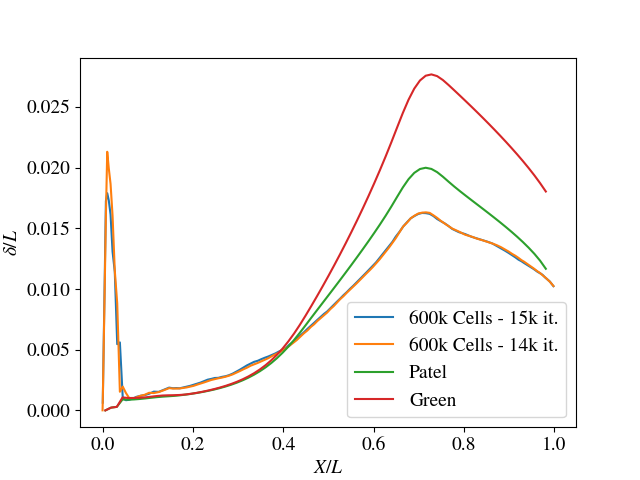 0.025
0.020
0.015
0.010
0.005
0.000
δ/L
0.0 0.2 0.4 0.6 0.8 1.0
X/L
600k Cells - 15k it.
600k Cells - 14k it.
Patel
Green